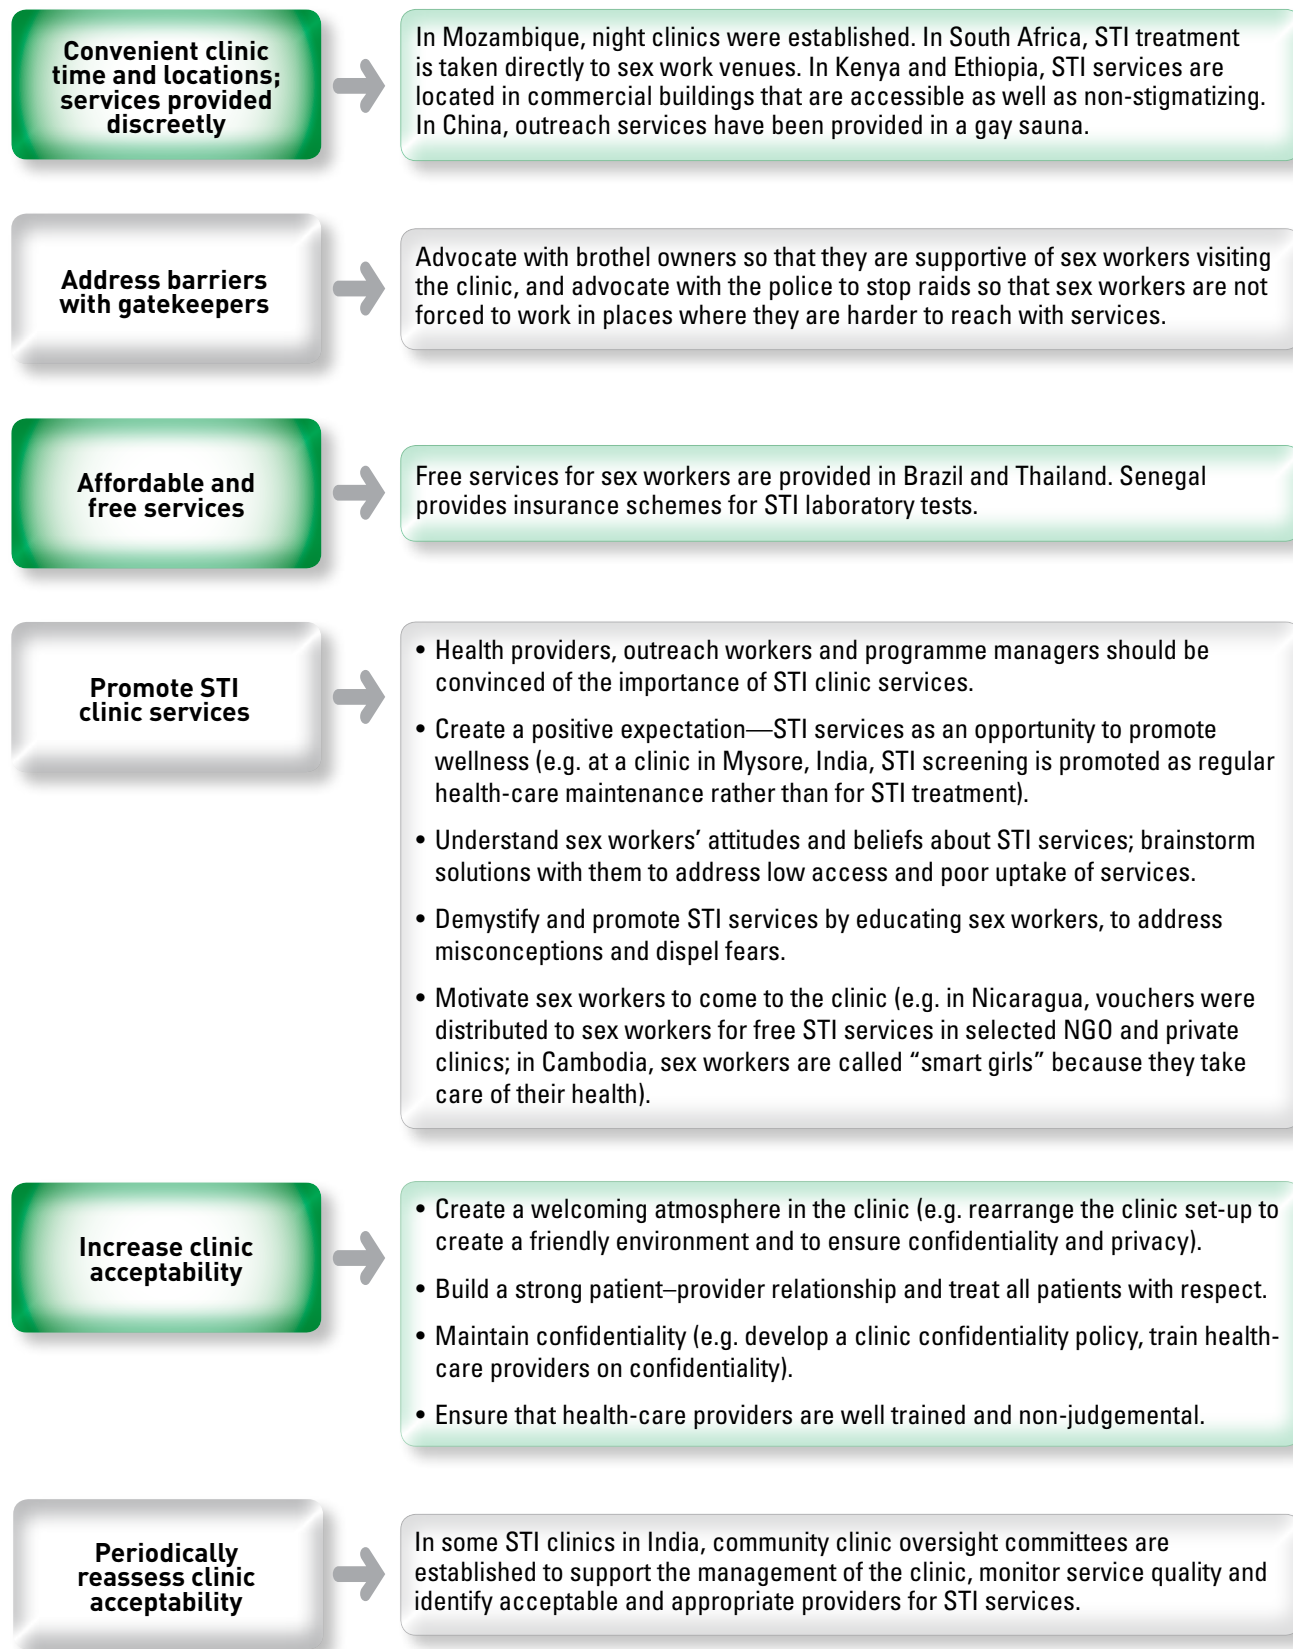 Convenient clinic
time and locations;
services provided
discreetly
In Mozambique, night clinics were established. In South Africa, STI treatment
is taken directly to sex work venues. In Kenya and Ethiopia, STI services are
located in commercial buildings that are accessible as well as non-stigmatizing.
In China, outreach services have been provided in a gay sauna.
Address barriers
with gatekeepers
Advocate with brothel owners so that they are supportive of sex workers visiting
the clinic, and advocate with the police to stop raids so that sex workers are not
forced to work in places where they are harder to reach with services.
Affordable and
free services
Free services for sex workers are provided in Brazil and Thailand. Senegal
provides insurance schemes for STI laboratory tests.
Promote STI
clinic services
• Health providers, outreach workers and programme managers should be
convinced of the importance of STI clinic services.
• Create a positive expectation—STI services as an opportunity to promote
wellness (e.g. at a clinic in Mysore, India, STI screening is promoted as regular
health-care maintenance rather than for STI treatment).
• Understand sex workers’ attitudes and beliefs about STI services; brainstorm
solutions with them to address low access and poor uptake of services.
• Demystify and promote STI services by educating sex workers, to address
misconceptions and dispel fears.
• Motivate sex workers to come to the clinic (e.g. in Nicaragua, vouchers were
distributed to sex workers for free STI services in selected NGO and private
clinics; in Cambodia, sex workers are called “smart girls” because they take
care of their health).
Increase clinic
acceptability
• Create a welcoming atmosphere in the clinic (e.g. rearrange the clinic set-up to
create a friendly environment and to ensure confidentiality and privacy).
• Build a strong patient–provider relationship and treat all patients with respect.
• Maintain confidentiality (e.g. develop a clinic confidentiality policy, train health-
care providers on confidentiality).
• Ensure that health-care providers are well trained and non-judgemental.
Periodically
reassess clinic
acceptability
In some STI clinics in India, community clinic oversight committees are
established to support the management of the clinic, monitor service quality and
identify acceptable and appropriate providers for STI services.